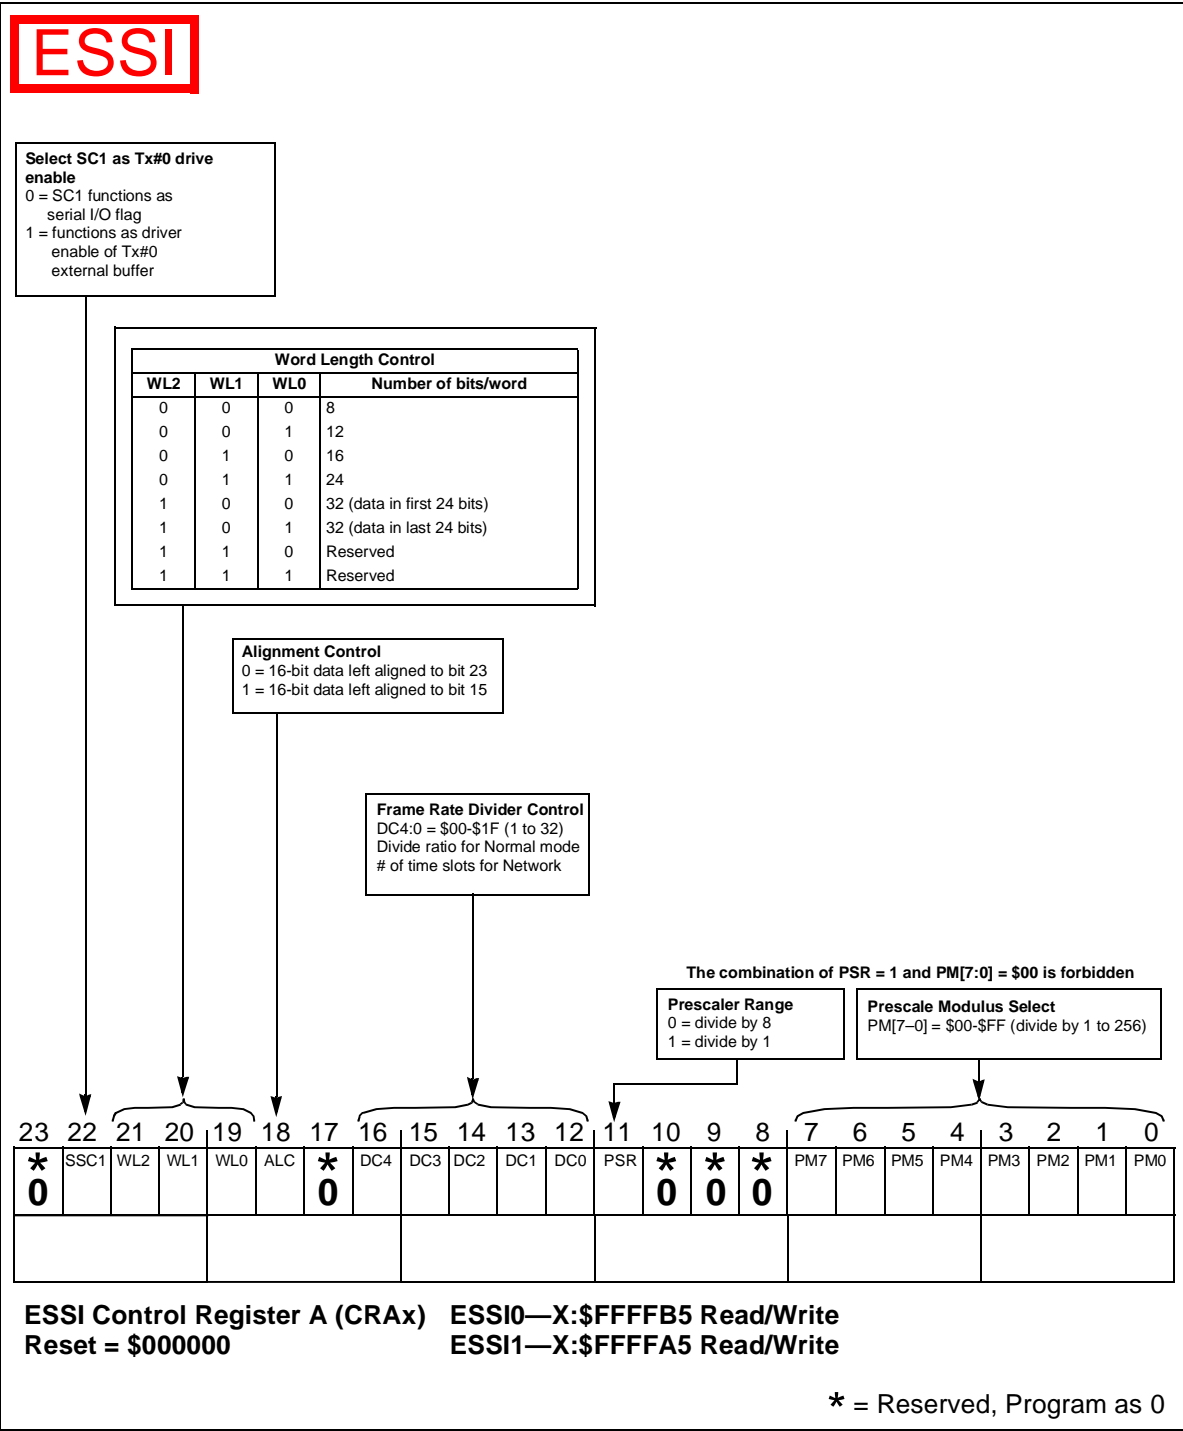 ESSI
Select SC1 as Tx#0 drive
enable
0 = SC1 functions as
serial I/O flag
1 = functions as driver
enable of Tx#0
external buffer
Word Length Control
WL2 WL1 WL0 Number of bits/word
0 0 0 8
0 0 1 12
0 1 0 16
0 1 1 24
1 0 0 32 (data in first 24 bits)
1 0 1 32 (data in last 24 bits)
1 1 0 Reserved
1 1 1 Reserved
Alignment Control
0 = 16-bit data left aligned to bit 23
1 = 16-bit data left aligned to bit 15
Frame Rate Divider Control
DC4:0 = $00-$1F (1 to 32)
Divide ratio for Normal mode
# of time slots for Network
The combination of PSR = 1 and PM[7:0] = $00 is forbidden
Prescaler Range
0 = divide by 8
1 = divide by 1
Prescale Modulus Select
PM[7–0] = $00-$FF (divide by 1 to 256)
23 22 21 20 19 18 17 16 15 14 13 12 11 10 9 8 7 6 5 4 3 2 1 0
* SSC1 WL2 WL1 WL0 ALC * DC4 DC3 DC2 DC1 DC0 PSR * * * PM7 PM6 PM5 PM4 PM3 PM2 PM1 PM0
0 0 0 0 0
ESSI Control Register A (CRAx) ESSI0—X:$FFFFB5 Read/Write
Reset = $000000 ESSI1—X:$FFFFA5 Read/Write
* = Reserved, Program as 0